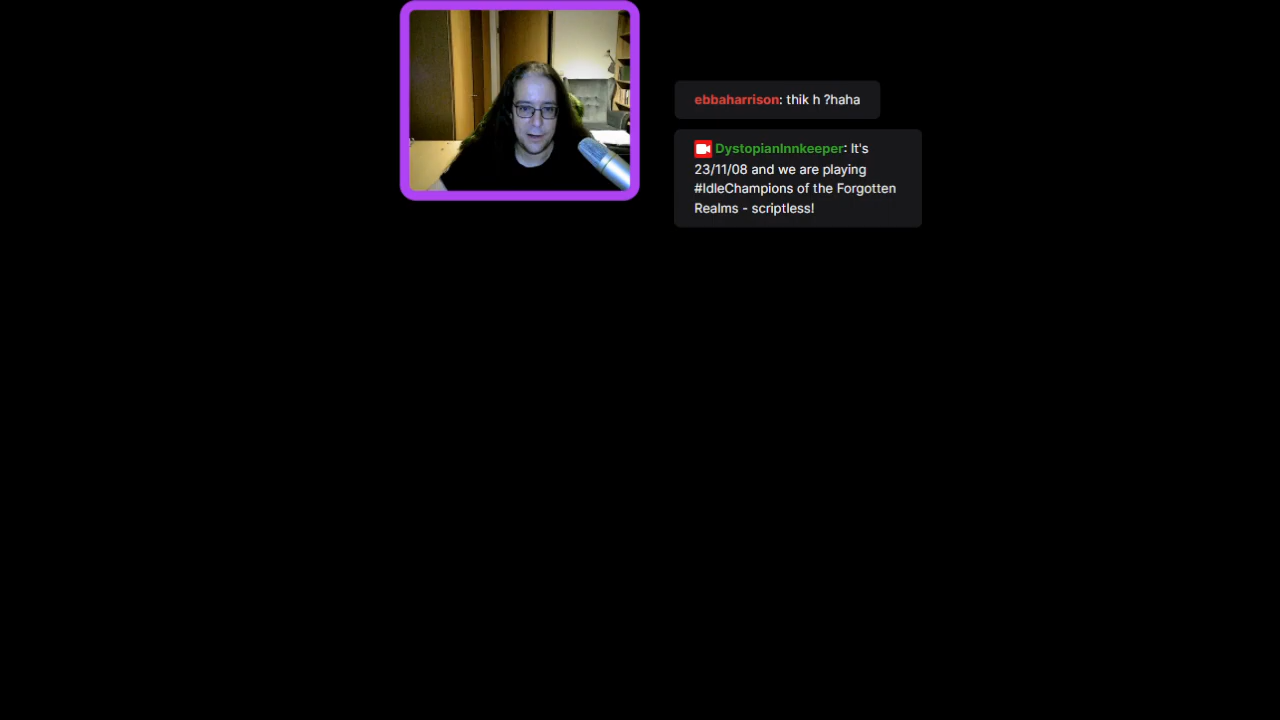 ebbaharrison: thik h ?haha
DystopianInnkeeper: It's
23/11/08 and we are playing
#IdleChampions of the Forgotten
Realms - scriptless!